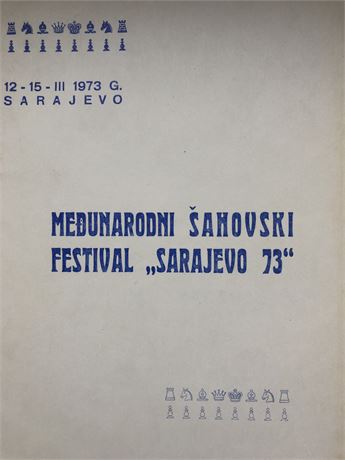 12 - 15 - III 1973 G.
SARAJEVO
MEĐUNARODNI ŠAHOVSKI
FESTIVAL „SARAJEVO 73“